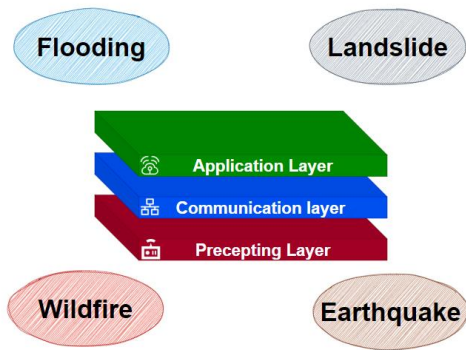 Flooding
Landslide
Application Layer
Communication layer
Precepting Layer
Wildfire
Earthquake